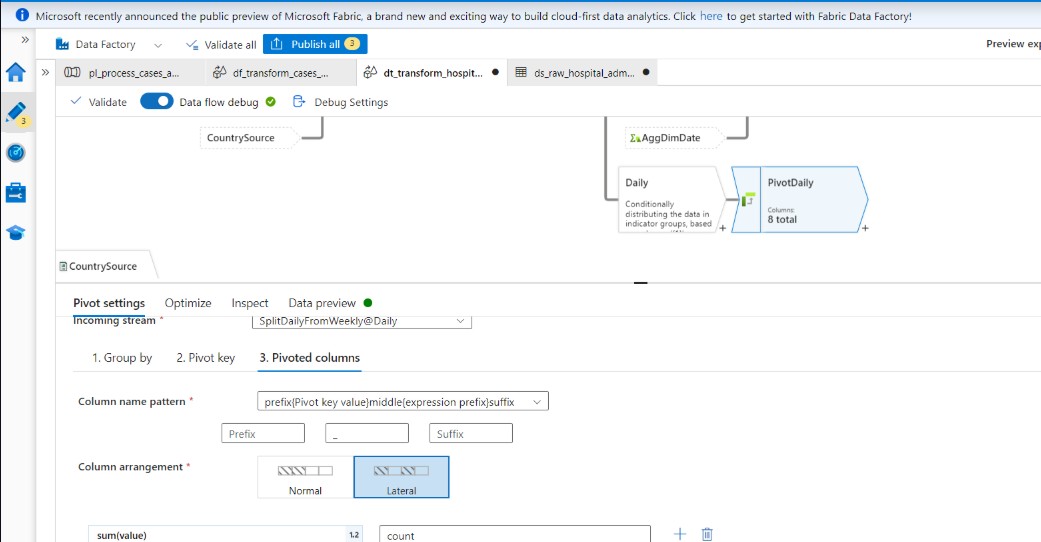 Microsoft recently announced the public preview of Microsoft Fabric, a brand new and exciting way to build cloud-first data analytics. Click here to get started with Fabric Data Factory!
»
Data Factory
Validate all
Publish all 3
Preview exp
»
pl_process_cases_a...
df_transform_cases_...
dt_transform_hospit... ●
ds_raw_hospital_adm... ●
3
Validate
Data flow debug
Debug Settings
CountrySource
AggDimDate
Daily
Conditionally
distributing the data in
indicator groups, based
+
PivotDaily
Columns:
8 total
+
CountrySource
Pivot settings
Optimize
Inspect
Data preview
Incoming stream *
SplitDailyFromWeekly@Daily
1. Group by
2. Pivot key
3. Pivoted columns
Column name pattern *
prefix{Pivot key value}middle{expression prefix}suffix
Prefix
_
Suffix
Column arrangement *
Normal
Lateral
sum(value)
1.2
count
+